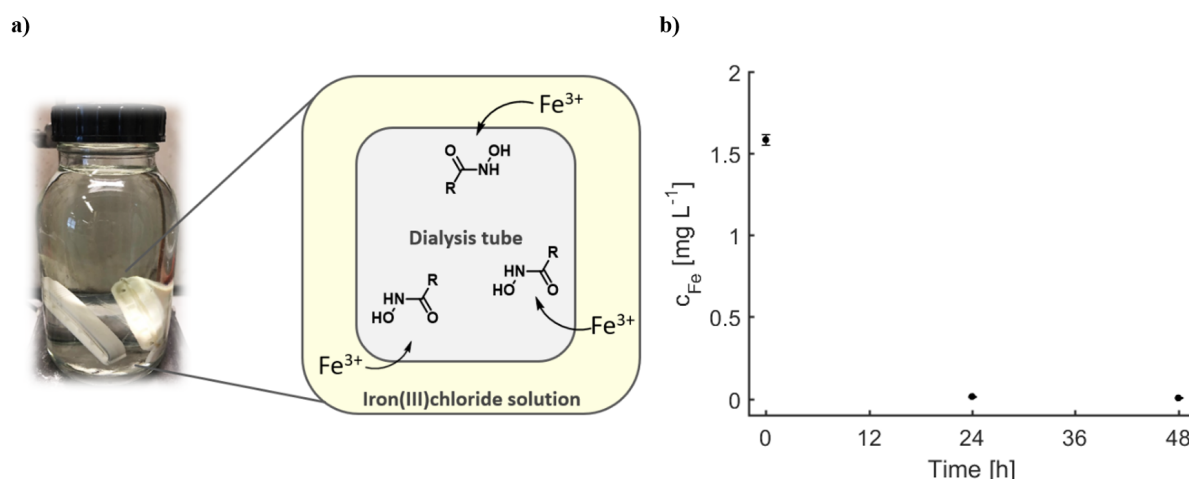 a)
b)
Fe3+
O
OH
NH
R
Dialysis tube
R
HN
HO
O
R
HN
HO
O
Fe3+
Fe3+
Iron(III)chloride solution
2
1.5
1
0.5
0
cFe [mg L-1]
0 12 24 36 48
Time [h]